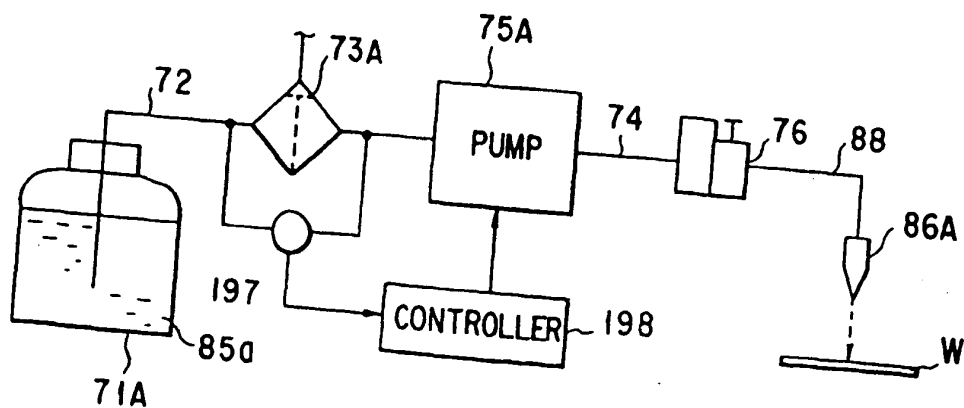 73A
75A
72
PUMP
74
76
88
86A
197
CONTROLLER
198
85a
71A
W